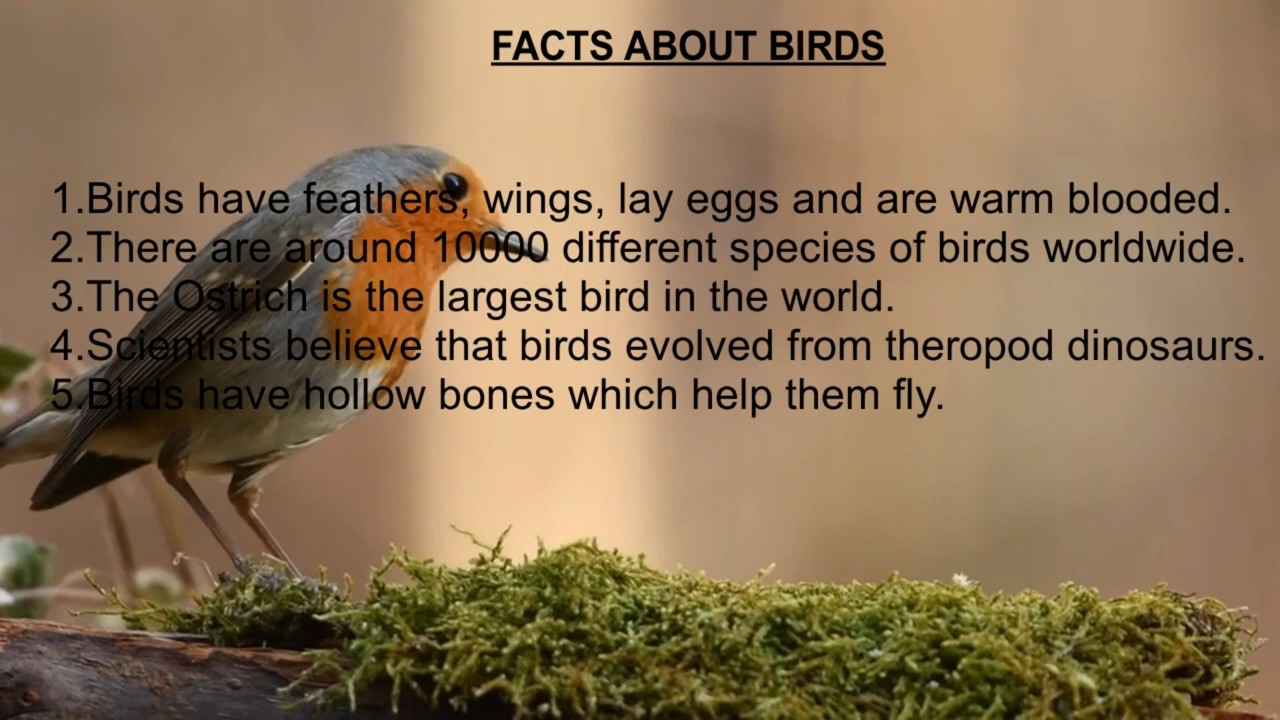 FACTS ABOUT BIRDS
1.Birds have feathers, wings, lay eggs and are warm blooded.
2.There are around 10000 different species of birds worldwide.
3.The Ostrich is the largest bird in the world.
4.Scientists believe that birds evolved from theropod dinosaurs.
5.Birds have hollow bones which help them fly.